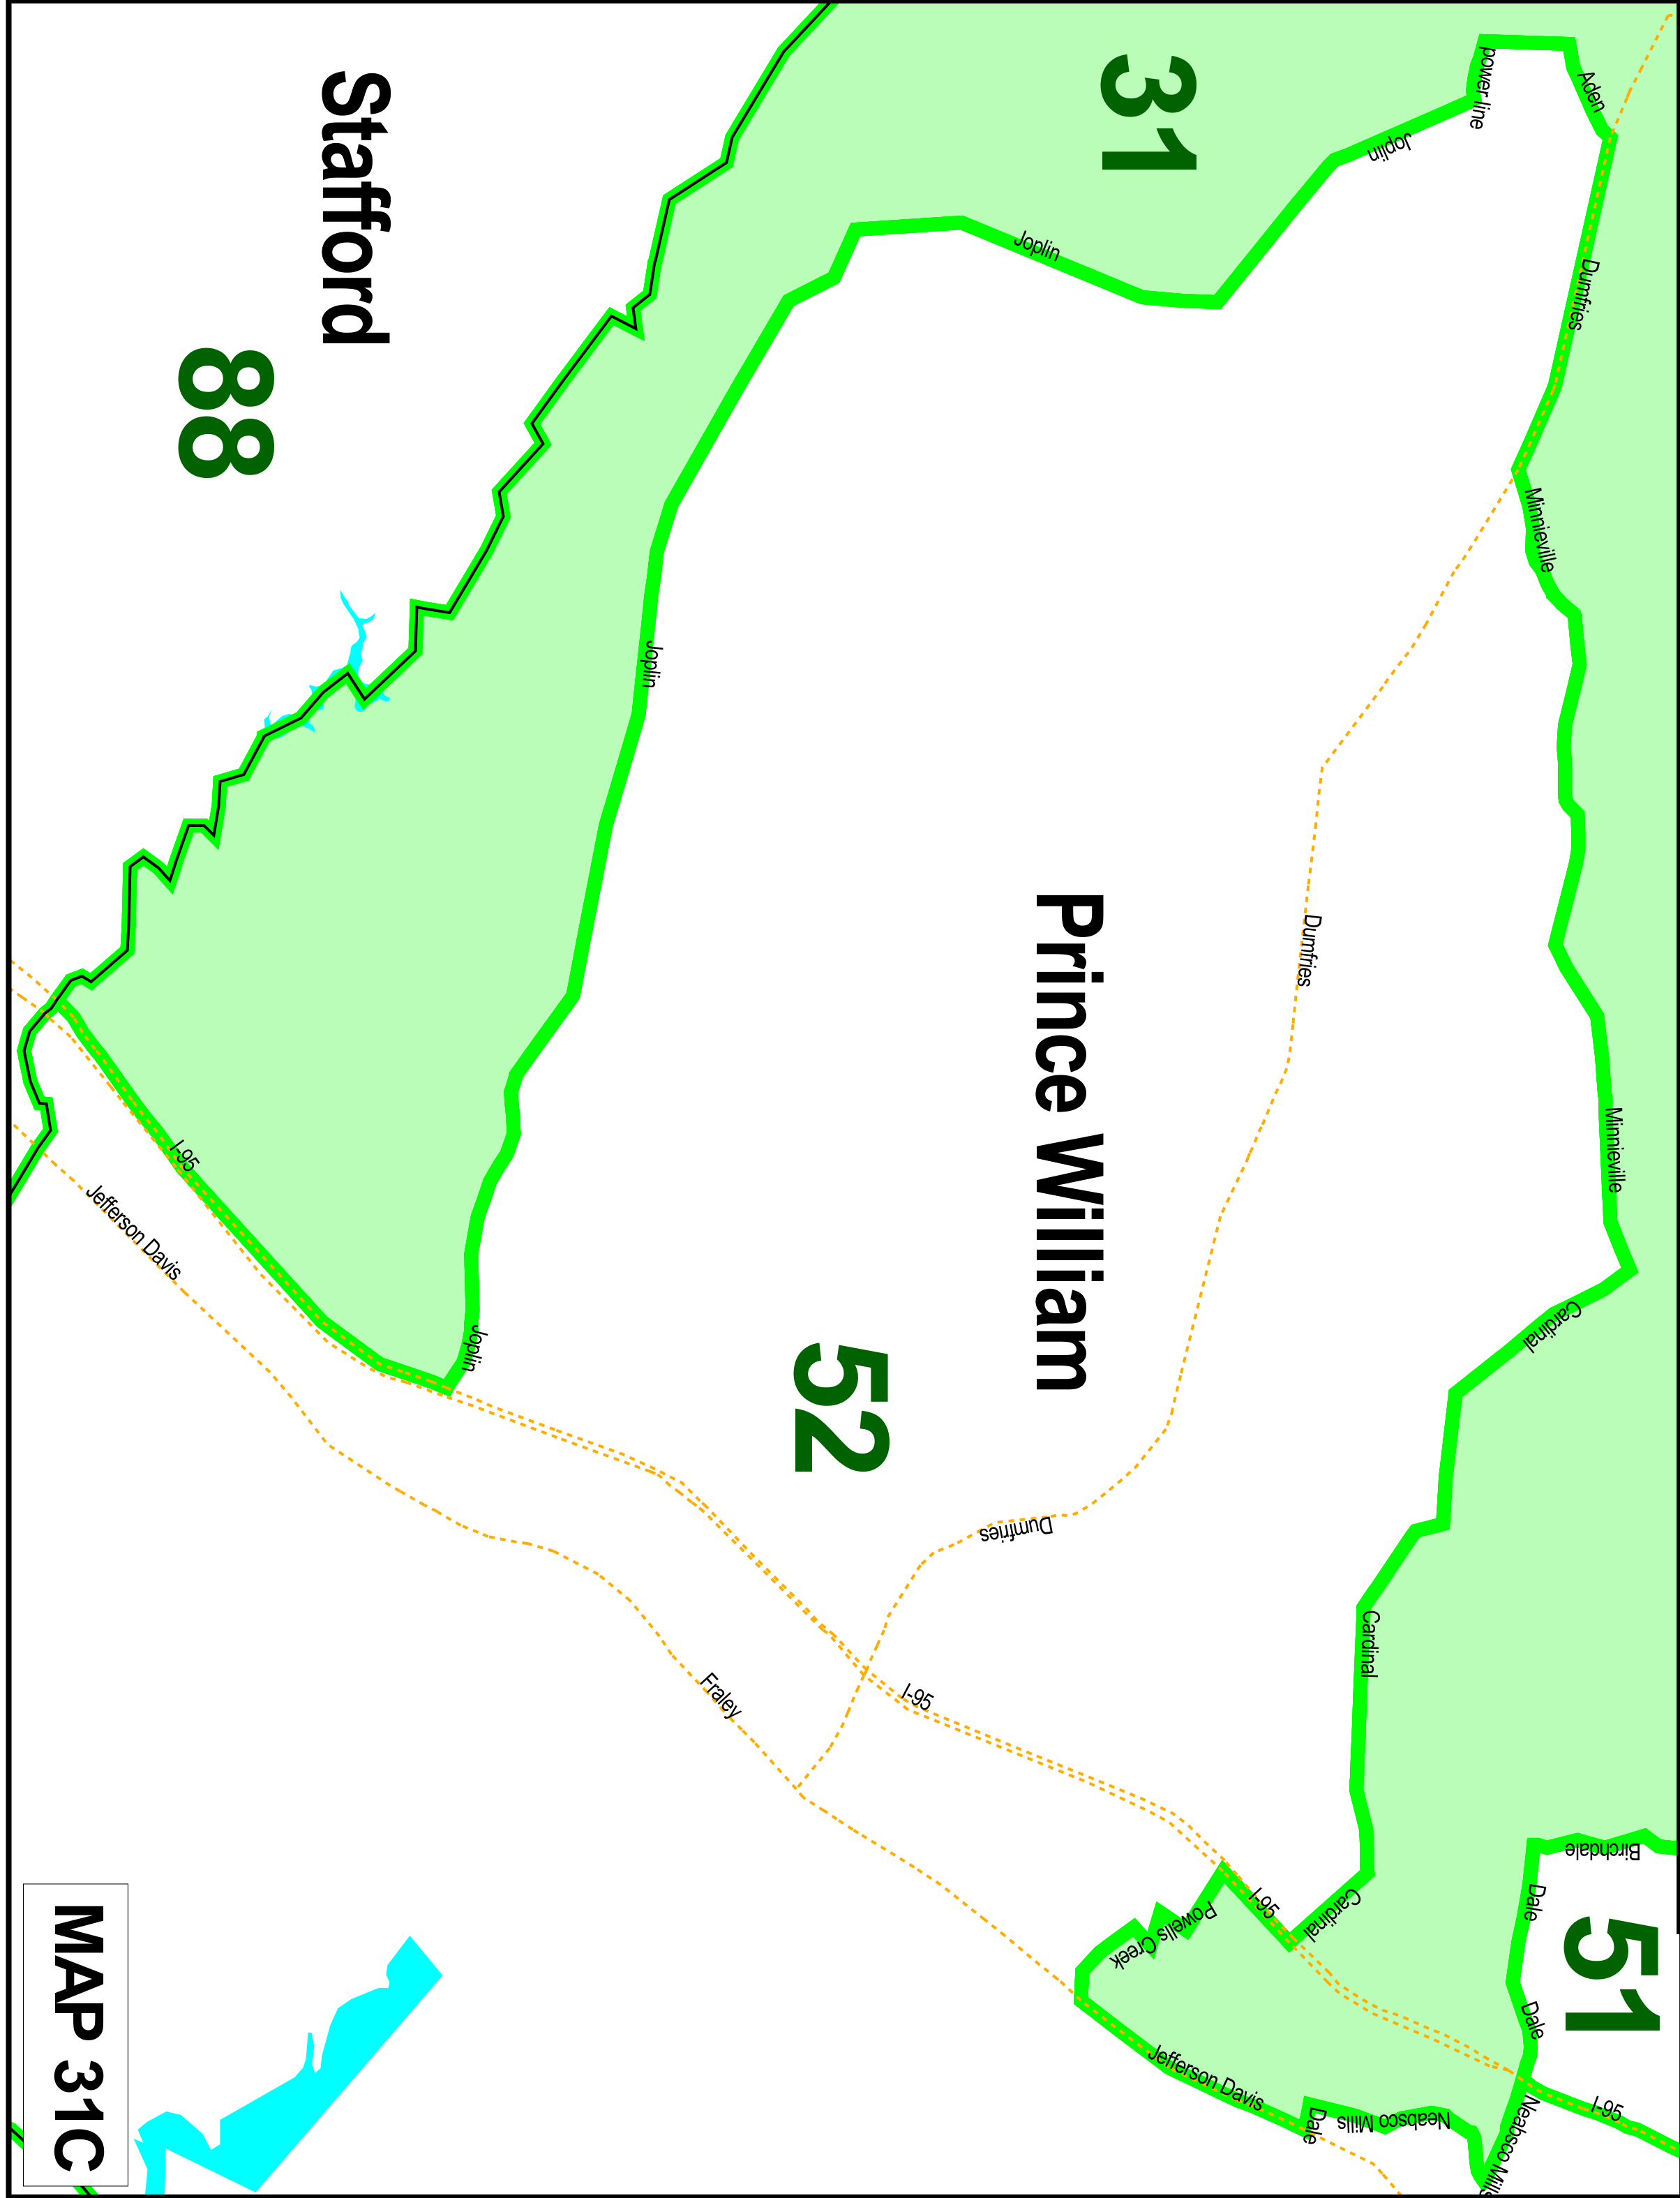 Aden
power line
31
Joplin
Stafford
Joplin
Dumfries
88
Minnieville
Joplin
Prince William
Dumfries
Minnieville
I-95
Jefferson Davis
Cardinal
Joplin
52
Dumfries
Cardinal
Fraley
I-95
Birchdale
Dale
51
Cardinal
I-95
Powells Creek
Dale
Jefferson Davis
Neabsco Mills
Dale
I-95
Neabsco Mills
MAP 31C